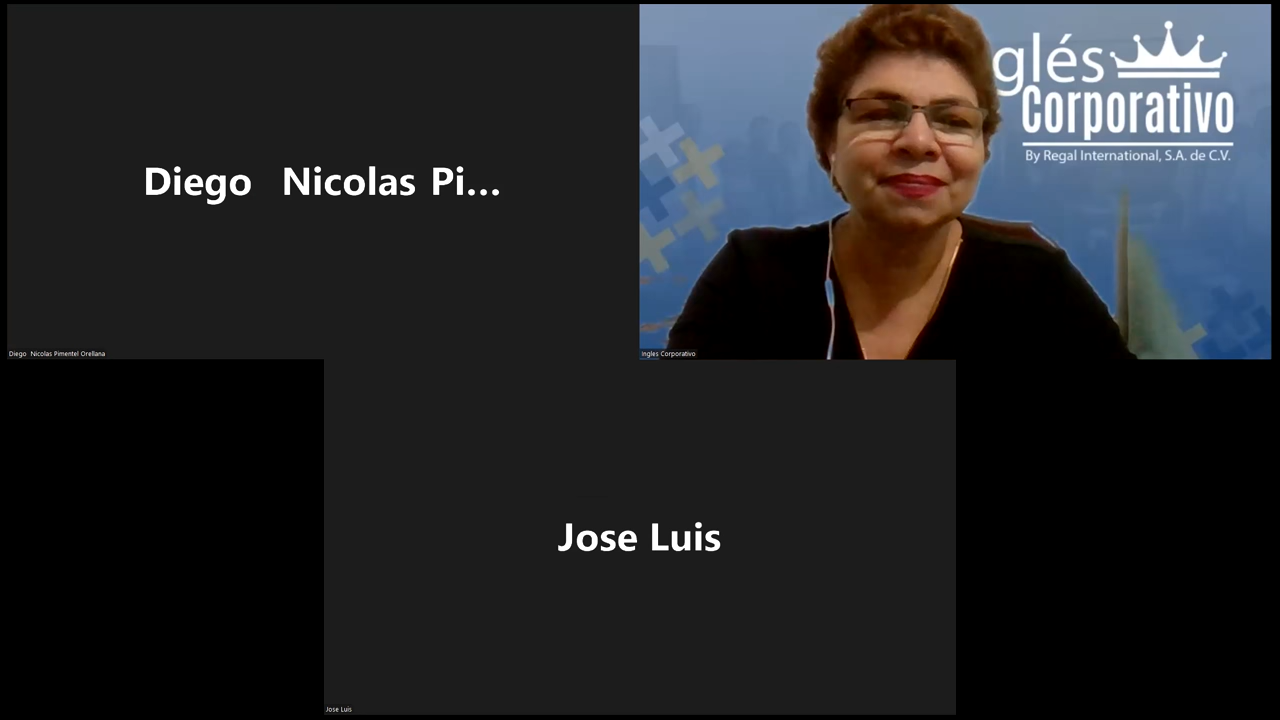 Diego Nicolas Pi...
Diego Nicolas Pimentel Orellana
glés
Corporativo
By Regal International, S.A. de C.V.
Ingles Corporativo
Jose Luis
Jose Luis